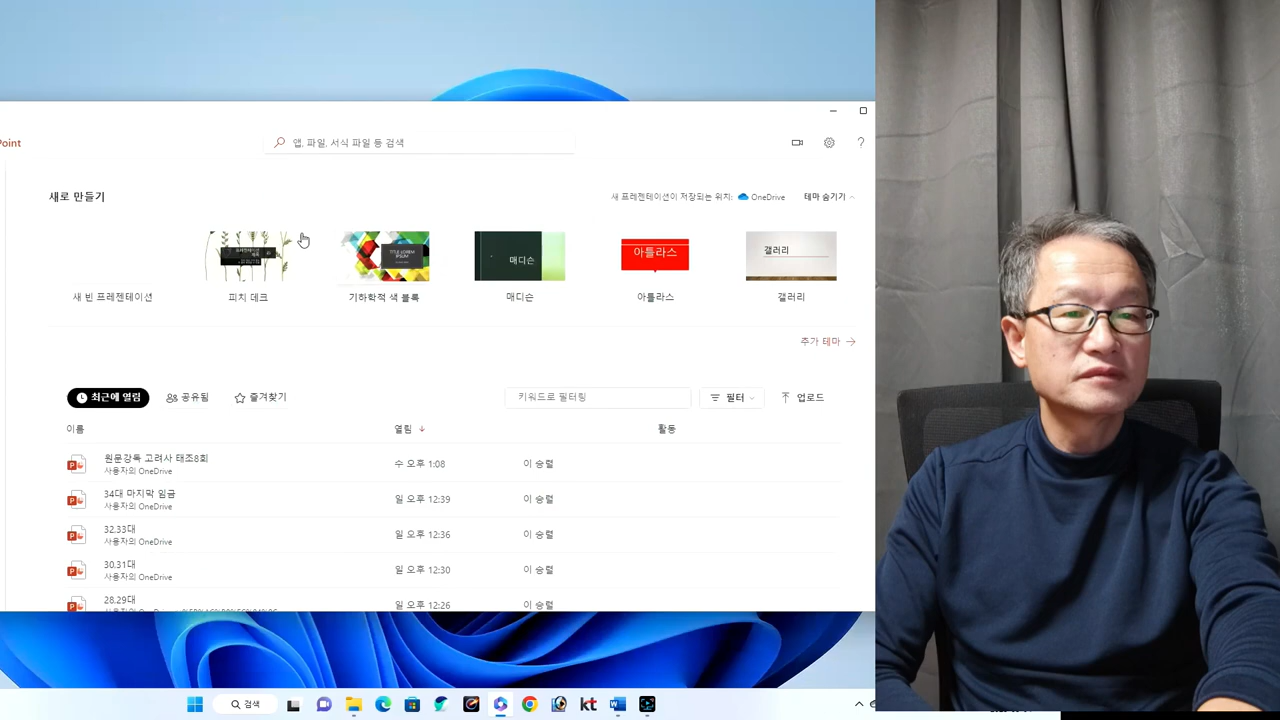 Point
앱, 파일, 서식 파일 등 검색
?
새로 만들기
새 프레젠테이션이 저장되는 위치: OneDrive 테마 숨기기
프레젠테이션
TITLE LOREM
IPSUM
매디슨
아틀라스
갤러리
새 빈 프레젠테이션
피치 데크
기하학적 색 블록
매디슨
아틀라스
갤러리
추가 테마
최근에 열림 공유됨 즐겨찾기
키워드로 필터링
필터
업로드
이름 열림 활동
원문강독 고려사 태조8회 수 오후 1:08 이 승렬
사용자의 OneDrive
34대 마지막 임금 일 오후 12:39 이 승렬
사용자의 OneDrive
32,33대 일 오후 12:36 이 승렬
사용자의 OneDrive
30,31대 일 오후 12:30 이 승렬
사용자의 OneDrive
28,29대 일 오후 12:26 이 승렬
검색
kt